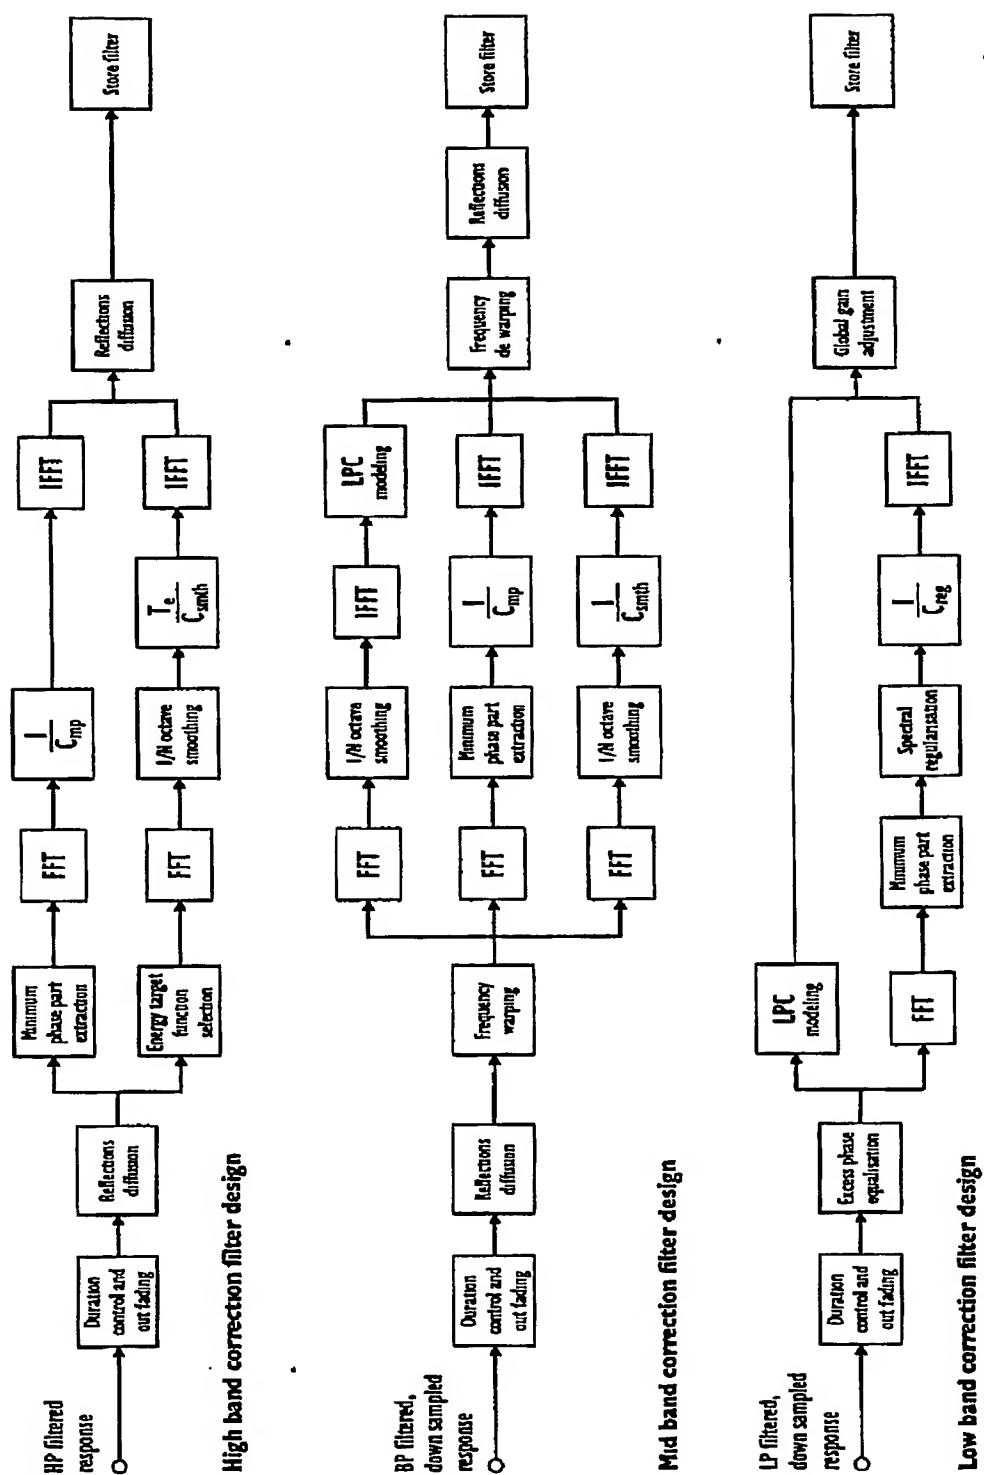 HP filtered
response
Duration
control and
out fading
Reflections
diffusion
Minimum
phase part
extraction
FFT
1
Cmp
IFFT
Energy target
function
selection
FFT
1/N octave
smoothing
Te
Csmth
IFFT
Reflections
diffusion
Store filter
High band correction filter design
BP filtered,
down sampled
response
Duration
control and
out fading
Reflections
diffusion
Frequency
warping
FFT
1/N octava
smoothing
IFFT
LPC
modeling
FFT
Minimum
phase part
extraction
1
Cmp
IFFT
FFT
1/N octave
smoothing
1
Csmth
IFFT
Frequency
de warping
Reflections
diffusion
Store filter
Mid band correction filter design
LP filtered,
down sampled
response
Duration
control and
out fading
Excess phase
equalisation
LPC
modeling
FFT
Minimum
phase part
extraction
Spectral
regularisation
1
Creg
IFFT
Global gain
adjustment
Store filter
Low band correction filter design